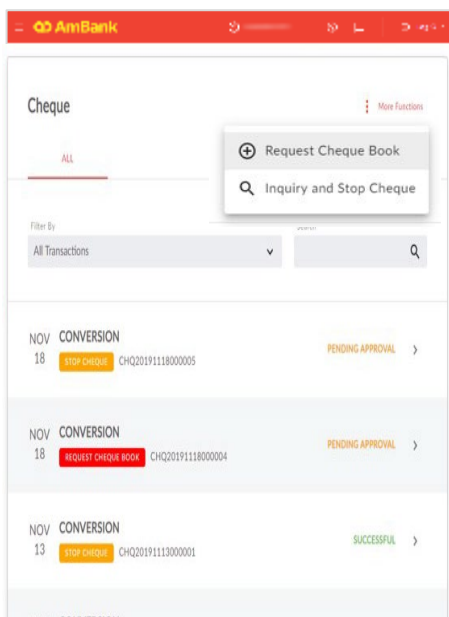 AmBank
Cheque
More Functions
ALL
Request Cheque Book
Inquiry and Stop Cheque
Filter By
Search
All Transactions
NOV CONVERSION
18 STOP CHEQUE CHQ20191118000005
PENDING APPROVAL
NOV CONVERSION
18 REQUEST CHEQUE BOOK CHQ20191118000004
PENDING APPROVAL
NOV CONVERSION
13 STOP CHEQUE CHQ20191113000001
SUCCESSFUL